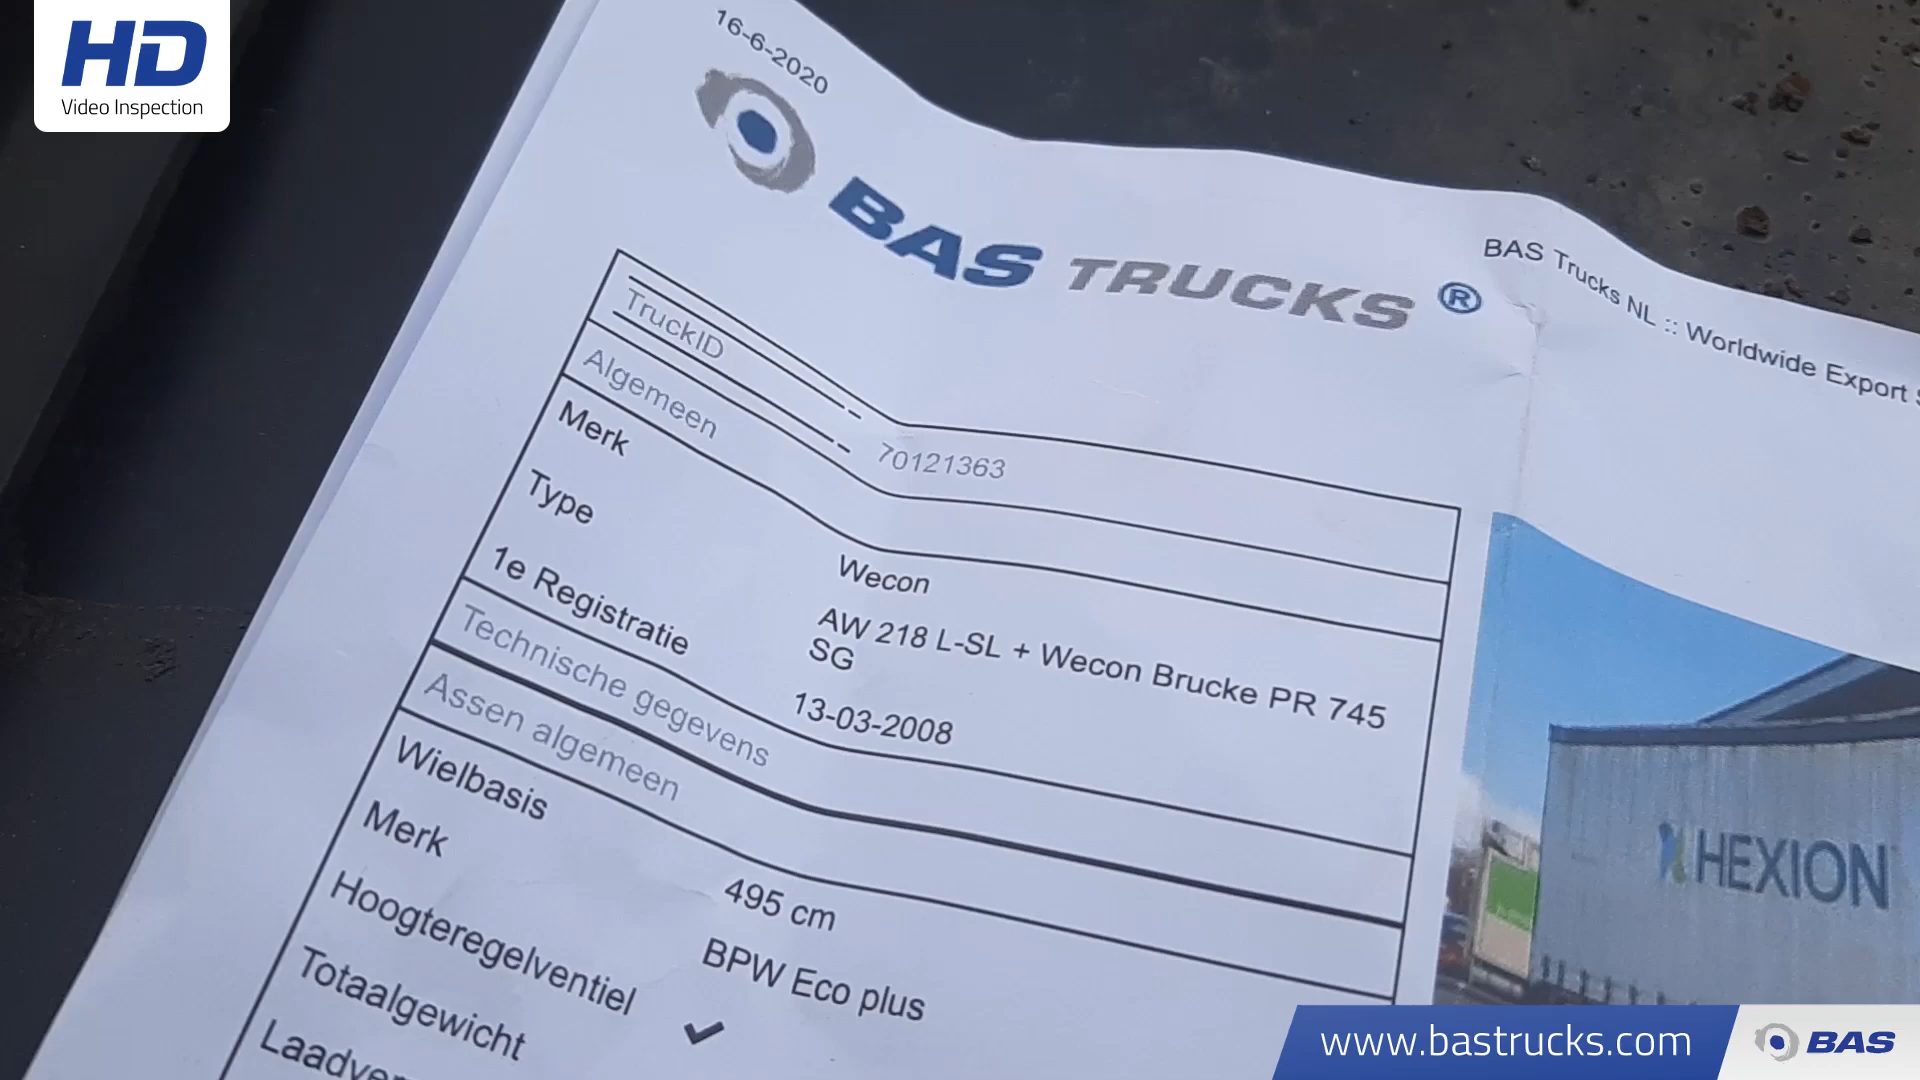 HD
Video Inspection
16-6-2020
BAS TRUCKS ®
BAS Trucks NL :: Worldwide Export
TruckID 70121363
Algemeen
Merk Wecon
Type AW 218 L-SL + Wecon Brucke PR 745
SG
1e Registratie 13-03-2008
Technische gegevens
Assen algemeen
Wielbasis 495 cm
Merk BPW Eco plus
Hoogteregelventiel ✔
Totaalgewicht
HEXION
www.bastrucks.com
BAS